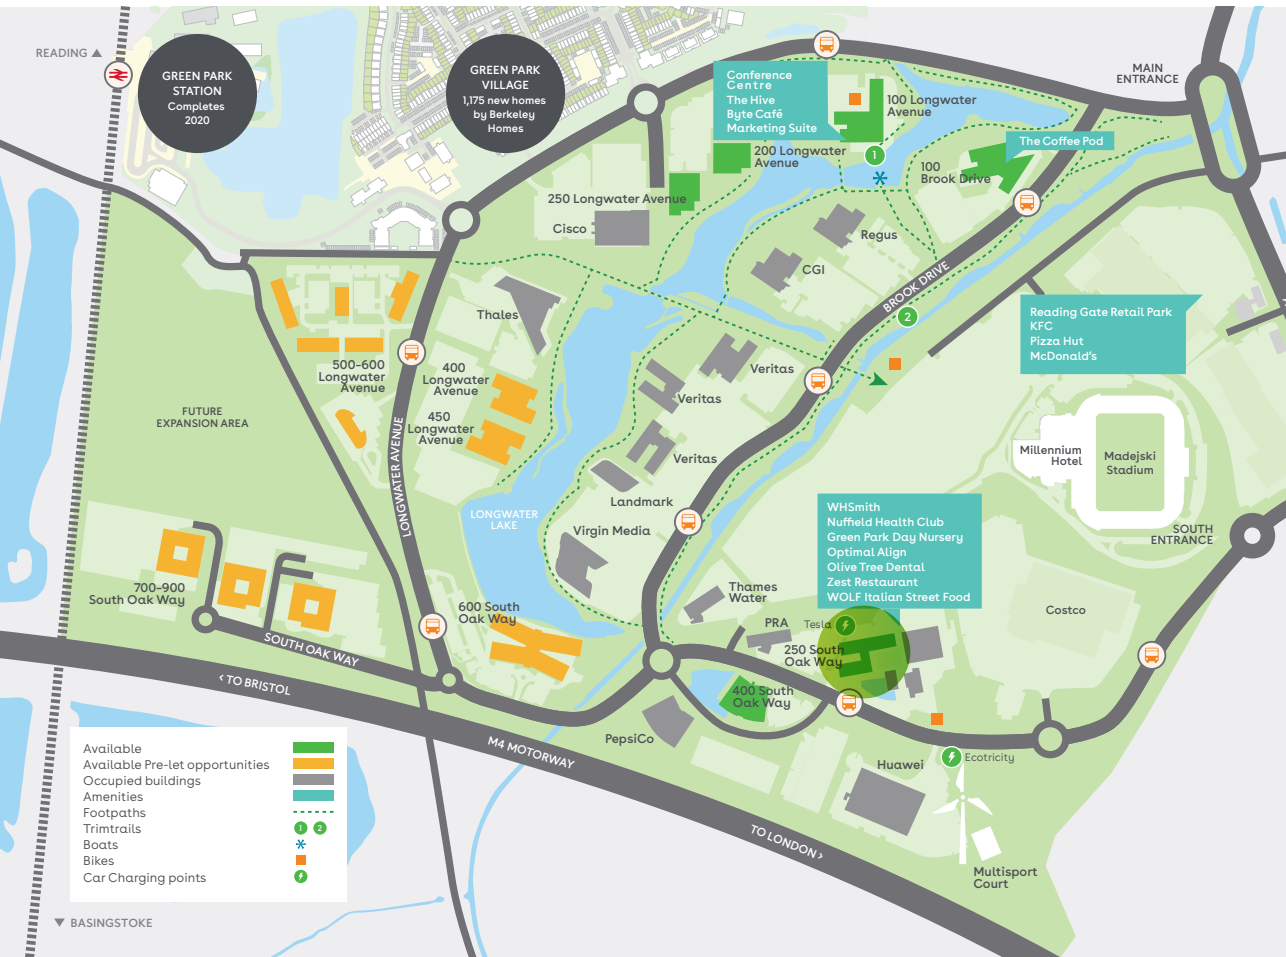 READING ▲
GREEN PARK
STATION
Completes
2020
GREEN PARK
VILLAGE
1,175 new homes
by Berkeley
Homes
MAIN
ENTRANCE
Conference
Centre
The Hive
Byte Café
Marketing Suite
100 Longwater
Avenue
The Coffee Pod
200 Longwater
Avenue
1
100
Brook Drive
250 Longwater Avenue
Cisco
Regus
CGI
BROOK DRIVE
2
Thales
Reading Gate Retail Park
KFC
Pizza Hut
McDonald's
500-600
Longwater
Avenue
400
Longwater
Avenue
450
Longwater
Avenue
Veritas
Veritas
Veritas
FUTURE
EXPANSION AREA
LONGWATER AVENUE
Millennium
Hotel
Madejski
Stadium
Landmark
LONGWATER
LAKE
Virgin Media
WHSmith
Nuffield Health Club
Green Park Day Nursery
Optimal Align
Olive Tree Dental
Zest Restaurant
WOLF Italian Street Food
SOUTH
ENTRANCE
700-900
South Oak Way
600 South
Oak Way
Thames
Water
PRA
Tesla
250 South
Oak Way
Costco
SOUTH OAK WAY
‹ TO BRISTOL
400 South
Oak Way
PepsiCo
M4 MOTORWAY
Huawei
Ecotricity
TO LONDON ›
Multisport
Court
Available
Available Pre-let opportunities
Occupied buildings
Amenities
Footpaths
Trimtrails 1 2
Boats
Bikes
Car Charging points
▼ BASINGSTOKE